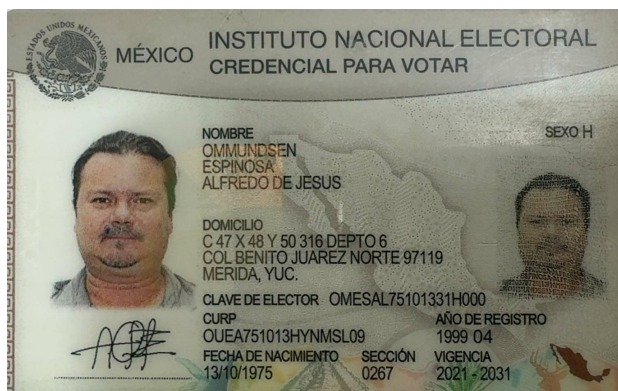 ESTADOS UNIDOS MEXICANOS
MÉXICO
INSTITUTO NACIONAL ELECTORAL
CREDENCIAL PARA VOTAR
NOMBRE
SEXO H
OMMUNDSEN
ESPINOSA
ALFREDO DE JESUS
DOMICILIO
C 47 X 48 Y 50 316 DEPTO 6
COL BENITO JUAREZ NORTE 97119
MERIDA, YUC.
CLAVE DE ELECTOR OMESAL75101331H000
CURP AÑO DE REGISTRO
OUEA751013HYNMSL09 1999 04
FECHA DE NACIMIENTO SECCIÓN VIGENCIA
13/10/1975 0267 2021 - 2031